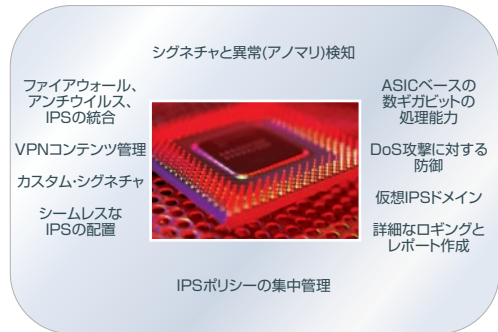 シグネチャと異常(アノマリ)検知
ファイアウォール、
アンチウイルス、
IPSの統合
VPNコンテンツ管理
カスタム・シグネチャ
シームレスな
IPSの配置
ASICベースの
数ギガビットの
処理能力
DoS攻撃に対する
防御
仮想IPSドメイン
詳細なロギングと
レポート作成
IPSポリシーの集中管理